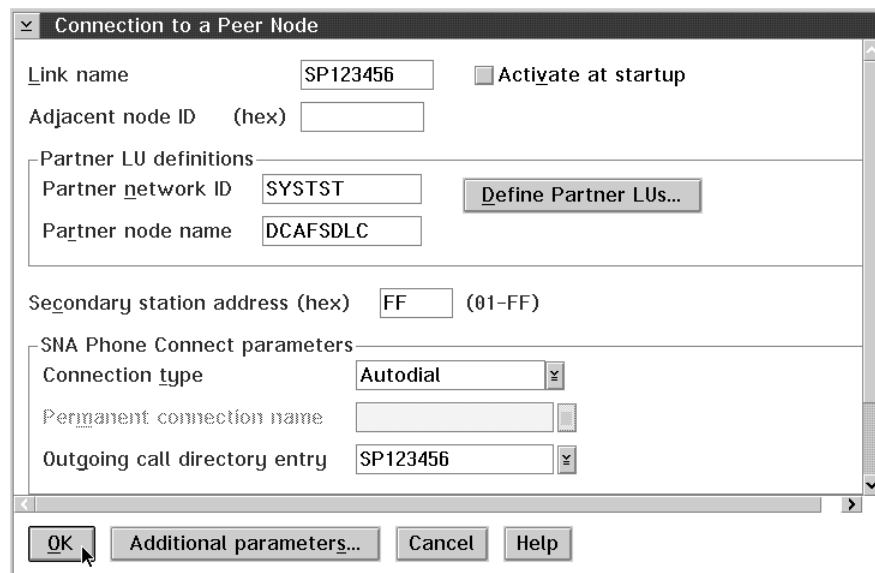 Connection to a Peer Node
Link name SP123456 Activate at startup
Adjacent node ID (hex)
Partner LU definitions
Partner network ID SYSTST Define Partner LUs...
Partner node name DCAFSDLC
Secondary station address (hex) FF (01-FF)
SNA Phone Connect parameters
Connection type Autodial
Permanent connection name
Outgoing call directory entry SP123456
OK Additional parameters... Cancel Help